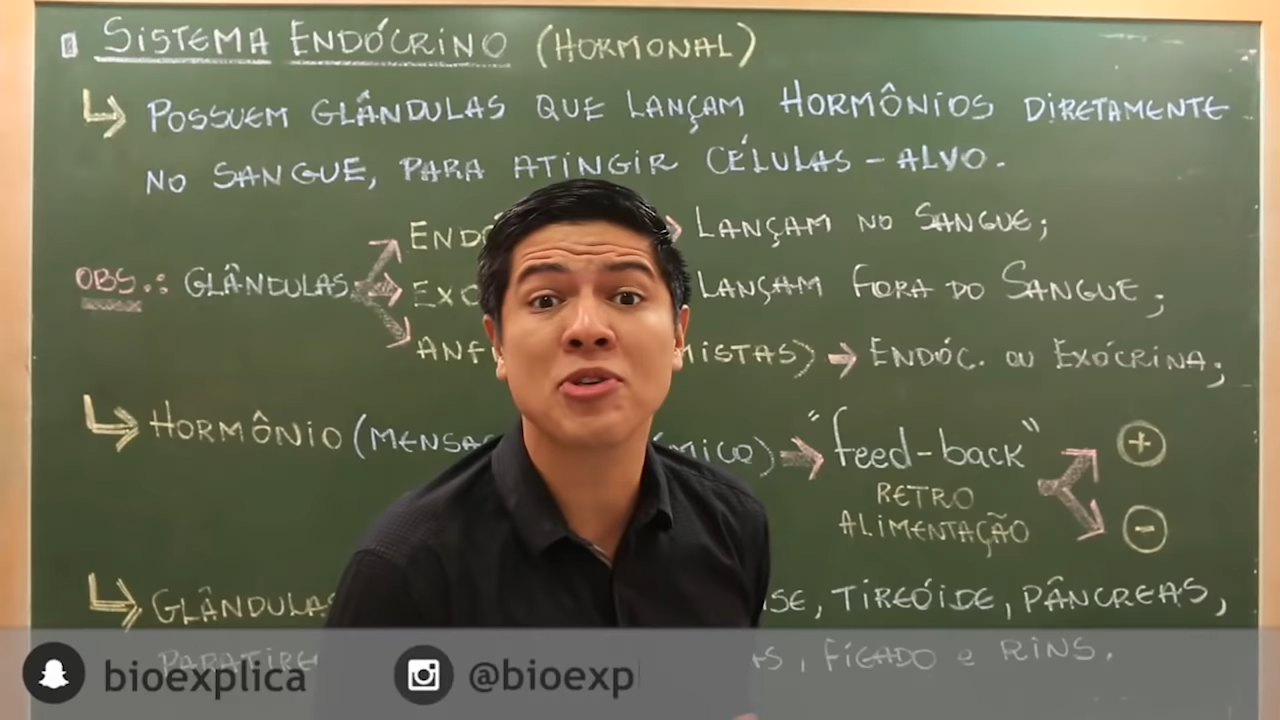 SISTEMA ENDÓCRINO (HORMONAL)
POSSUEM GLÂNDULAS QUE LANÇAM HORMÔNIOS DIRETAMENTE
NO SANGUE, PARA ATINGIR CÉLULAS-ALVO.
LANÇAM NO SANGUE;
OBS.: GLÂNDULAS LANÇAM FORA DO SANGUE;
MISTAS) ENDÓC. OU EXÓCRINA;
HORMÔNIO "feed-back" +
RETRO
ALIMENTAÇÃO -
GLÂNDULAS TIREÓIDE, PÂNCREAS,
FÍGADO e RINS.
bioexplica @bioexp